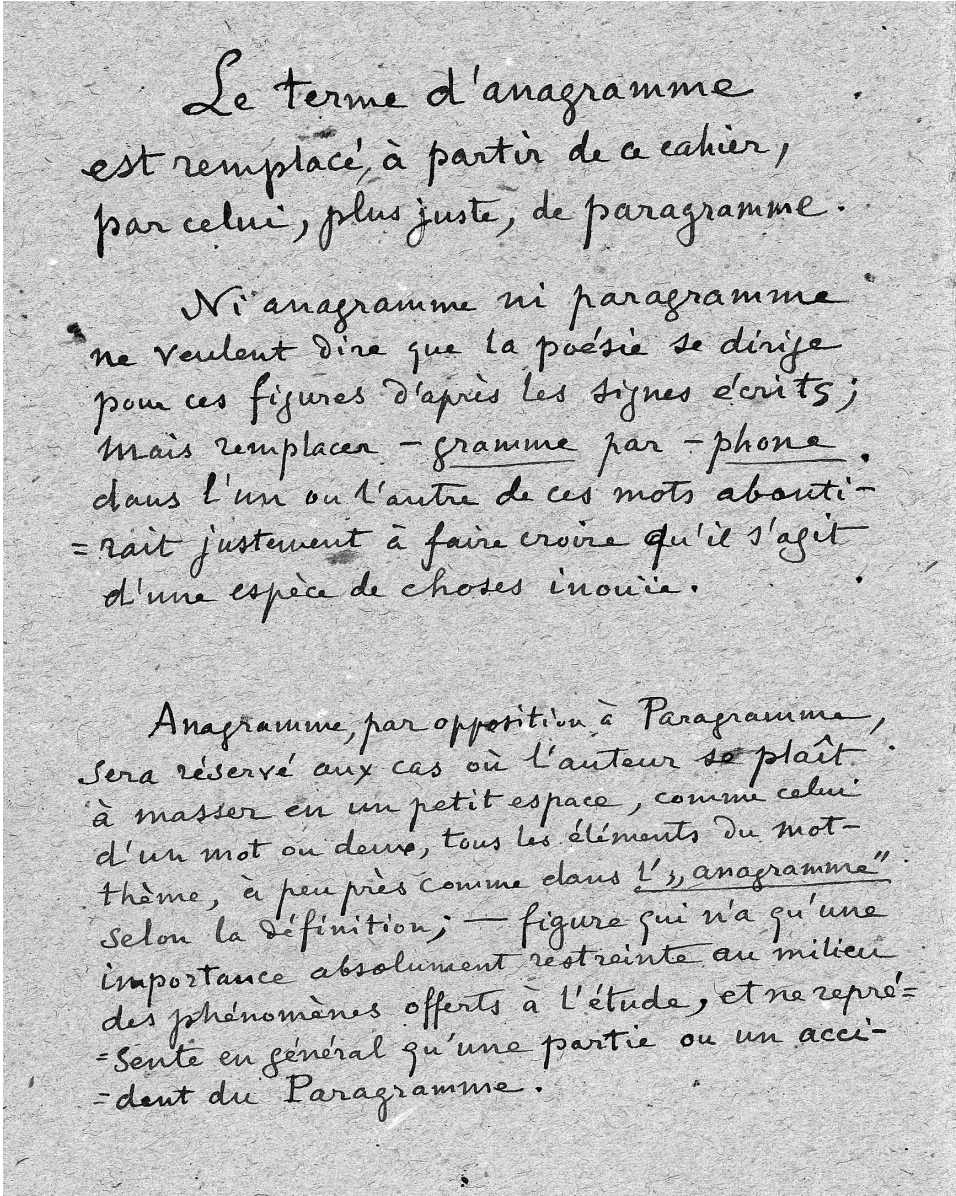 Le terme d'anagramme
est remplacé, à partir de ce cahier,
par celui, plus juste, de paragramme.
Ni anagramme ni paragramme
ne veulent dire que la poésie se dirige
pour ces figures d'après les signes écrits;
mais remplacer -gramme par -phone
dans l'un ou l'autre de ces mots abouti-
=rait justement à faire croire qu'il s'agit
d'une espèce de choses inouïe.
Anagramme, par opposition à Paragramme,
sera réservé aux cas où l'auteur se plaît
à masser en un petit espace, comme celui
d'un mot ou deux, tous les éléments du mot-
thème, à peu près comme dans l'„anagramme"
selon la définition; — figure qui n'a qu'une
importance absolument restreinte au milieu
des phénomènes offerts à l'étude, et ne repré=
=sente en général qu'une partie ou un acci-
=dent du Paragramme.